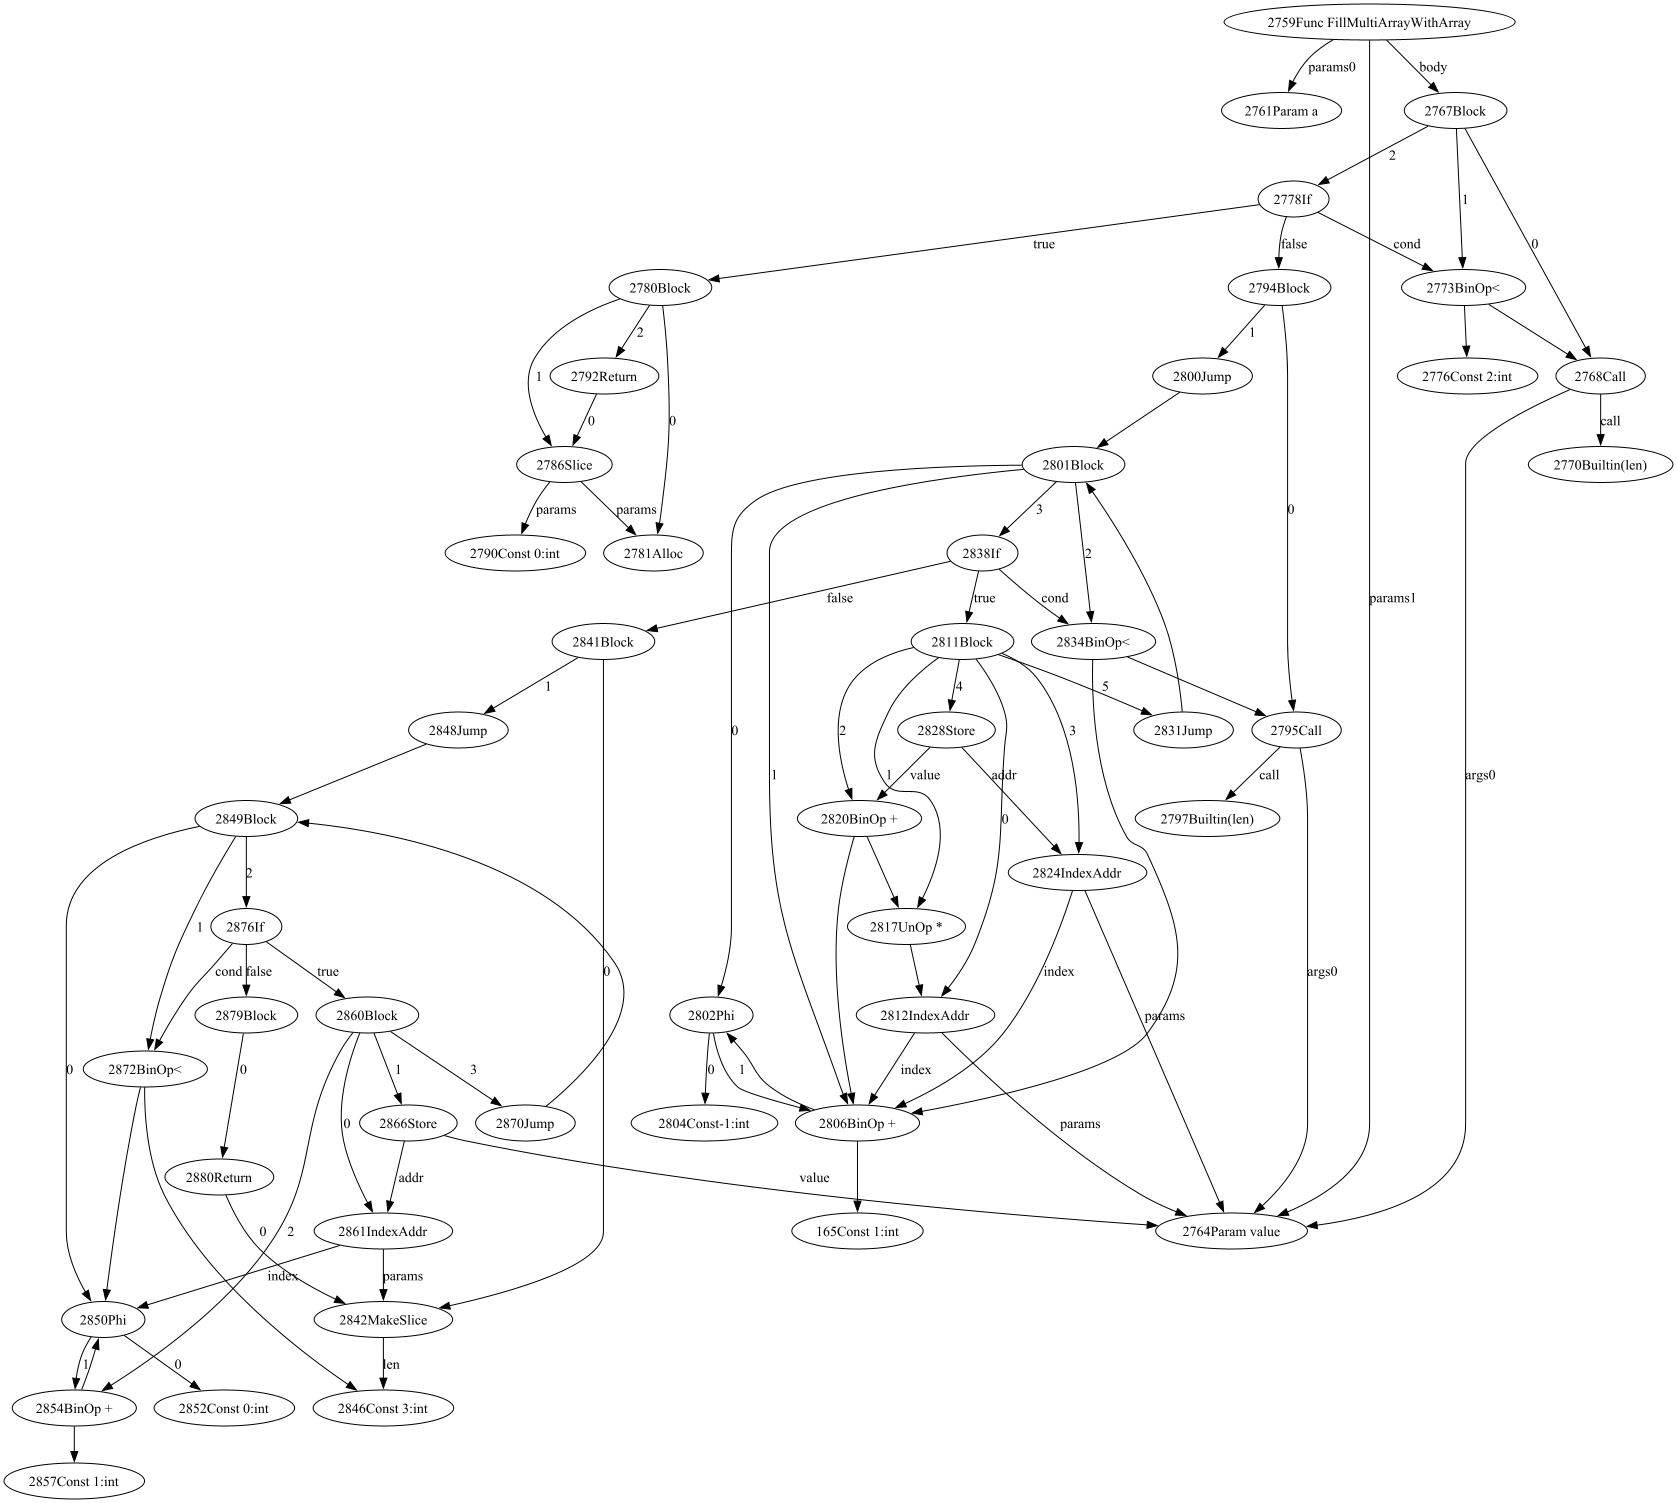 2759Func FillMultiArrayWithArray
params0
body
2761Param a
2767Block
2
1
0
2778If
true
false
cond
2780Block
2794Block
2773BinOp<
2
1
1
2792Return
2800Jump
2776Const 2:int
2768Call
0
0
call
2786Slice
2801Block
2770Builtin(len)
params
params
3
2
0
2790Const 0:int
2781Alloc
2838If
false
true
cond
params1
2841Block
2811Block
2834BinOp<
1
4
5
2848Jump
0
2
2828Store
3
2831Jump
2795Call
1
1
value
addr
call
args0
2849Block
2820BinOp +
0
2797Builtin(len)
2
2824IndexAddr
1
2876If
2817UnOp *
cond
false
true
0
index
args0
2879Block
2860Block
2802Phi
2812IndexAddr
params
0
2872BinOp<
0
1
3
0
1
index
0
2866Store
2870Jump
2804Const-1:int
2806BinOp +
params
2880Return
addr
value
0
2
2861IndexAddr
165Const 1:int
2764Param value
index
params
2850Phi
2842MakeSlice
1
0
len
2854BinOp +
2852Const 0:int
2846Const 3:int
2857Const 1:int